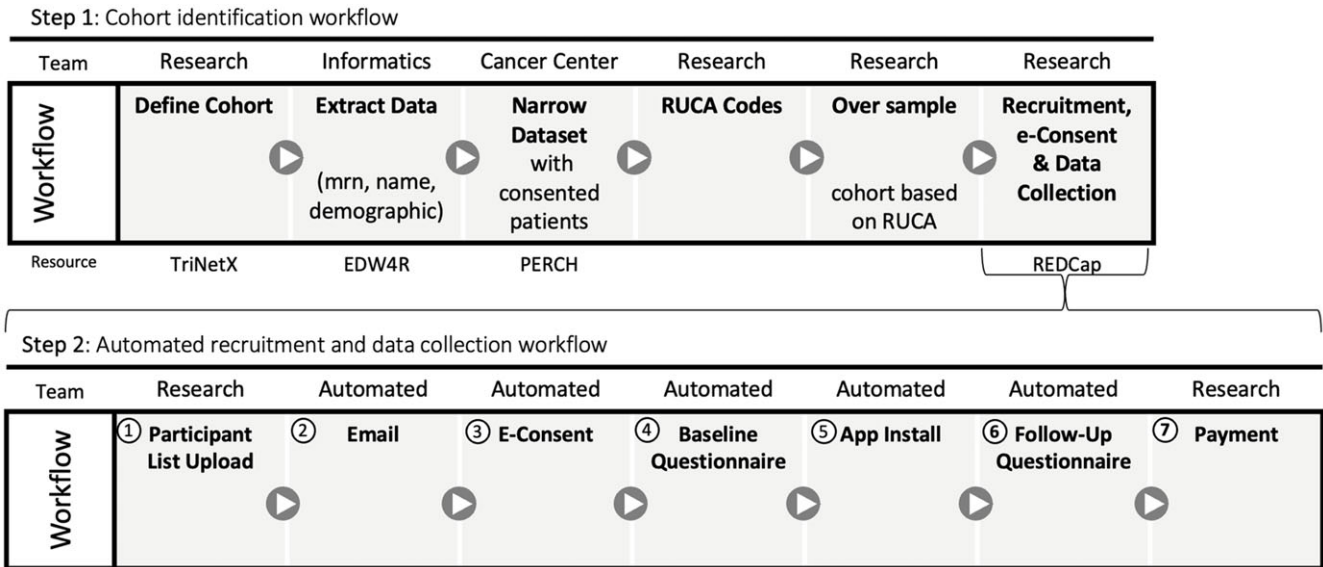 Step 1: Cohort identification workflow
Team Research Informatics Cancer Center Research Research Research
Workflow
Define Cohort
Extract Data
(mrn, name,
demographic)
Narrow
Dataset
with
consented
patients
RUCA Codes
Over sample
cohort based
on RUCA
Recruitment,
e-Consent
& Data
Collection
Resource TriNetX EDW4R PERCH REDCap
Step 2: Automated recruitment and data collection workflow
Team Research Automated Automated Automated Automated Automated Research
Workflow
① Participant
List Upload
② Email
③ E-Consent
④ Baseline
Questionnaire
⑤ App Install
⑥ Follow-Up
Questionnaire
⑦ Payment